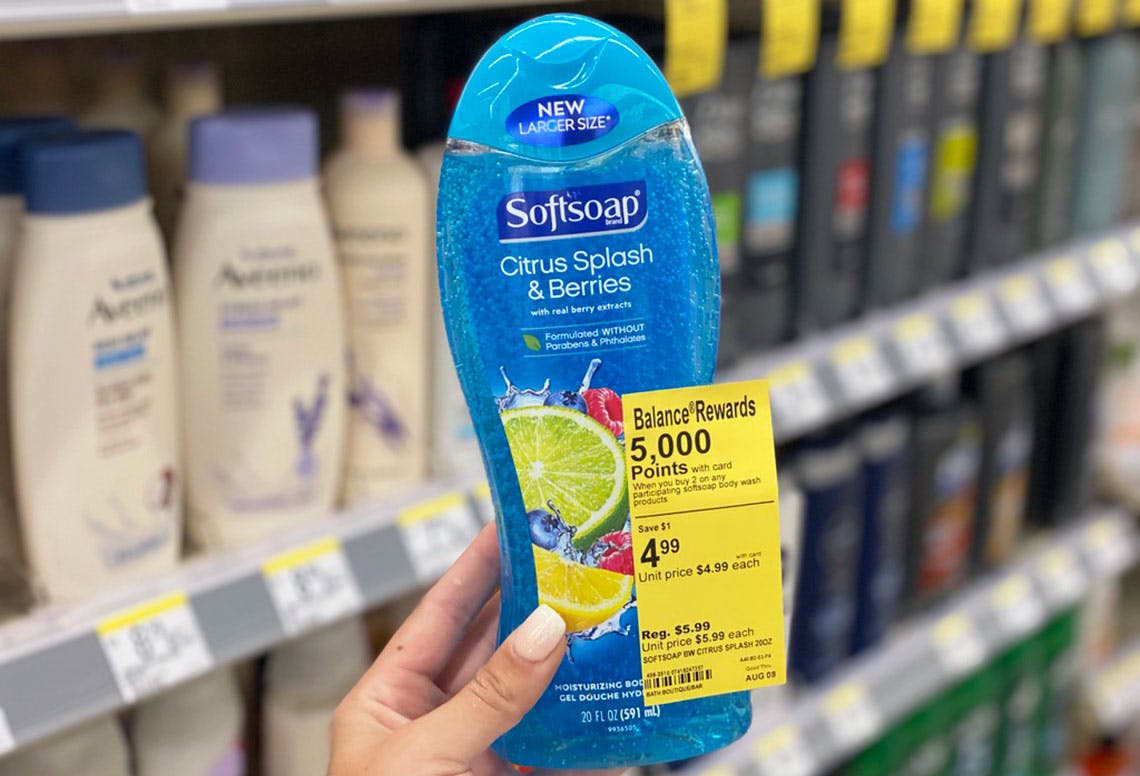 NEW
LARGER SIZE*
Softsoap®
brand
Citrus Splash
& Berries
with real berry extracts
Formulated WITHOUT
Parabens & Phthalates
MOISTURIZING
GEL DOUCHE
20 FL OZ (591 mL)
Balance®Rewards
5,000
Points with card
When you buy 2 on any
participating softsoap body wash
products
Save $1
4 99
with card
Unit price $4.99 each
Reg. $5.99
Unit price $5.99 each
SOFTSOAP BW CITRUS SPLASH 20OZ
Good Thru
AUG 08
BATH BOUTIQUE/BAR
Aveeno
Aveeno